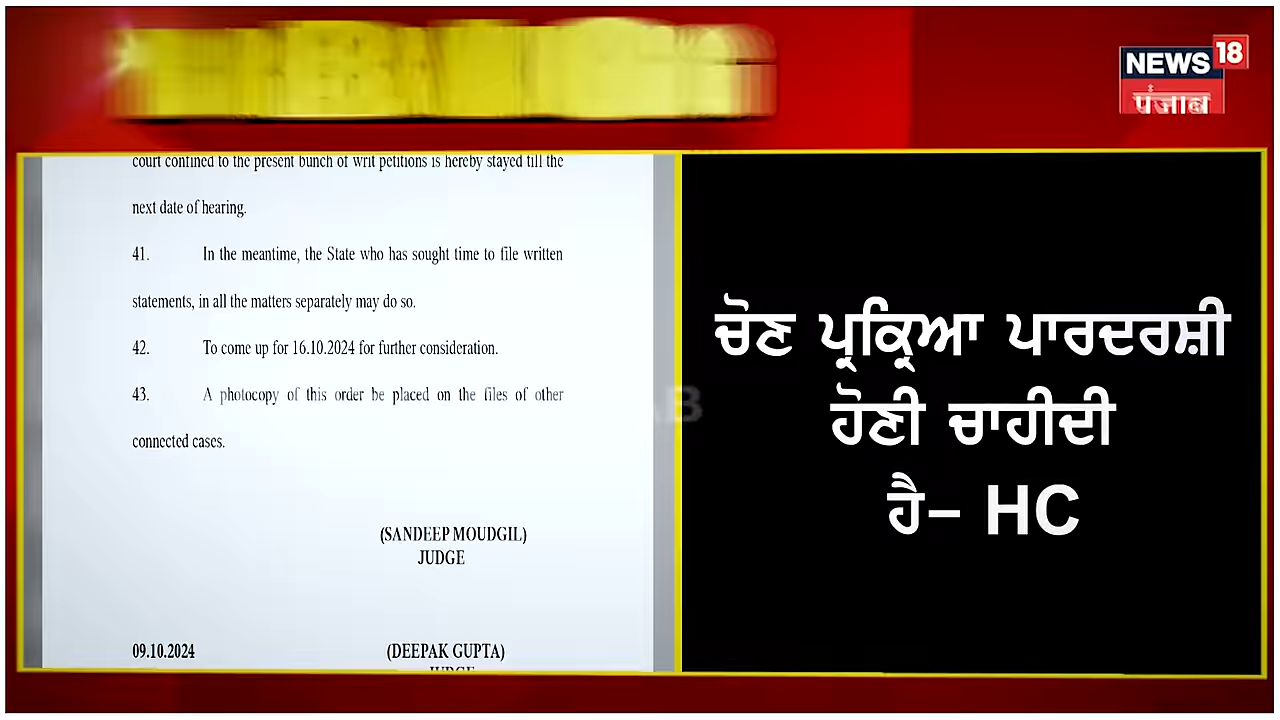 NEWS 18
ਪੰਜਾਬ
court confined to the present bunch of writ petitions is hereby stayed till the
next date of hearing.
41. In the meantime, the State who has sought time to file written
statements, in all the matters separately may do so.
42. To come up for 16.10.2024 for further consideration.
43. A photocopy of this order be placed on the files of other
connected cases.
(SANDEEP MOUDGIL)
JUDGE
09.10.2024 (DEEPAK GUPTA)
JUDGE
ਚੋਣ ਪ੍ਰਕ੍ਰਿਆ ਪਾਰਦਰਸ਼ੀ
ਹੋਣੀ ਚਾਹੀਦੀ
ਹੈ– HC